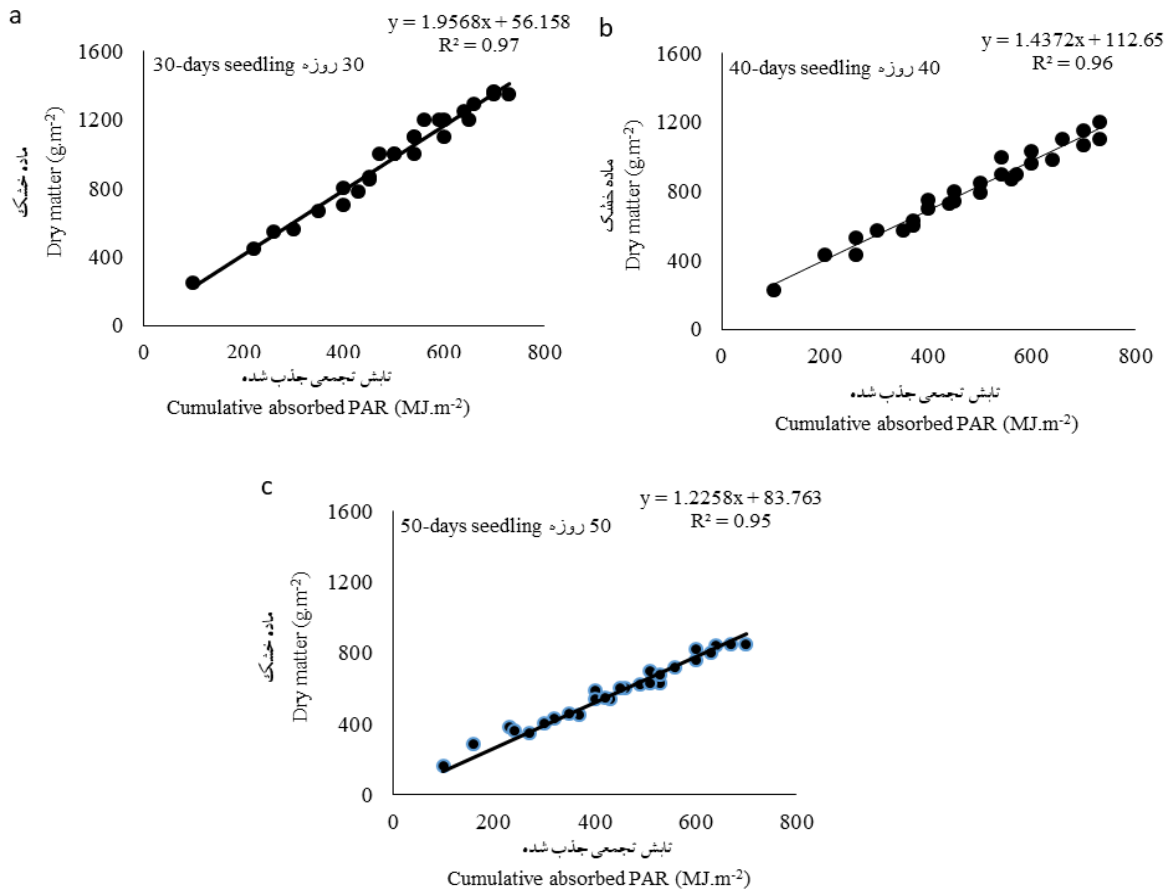 a
y = 1.9568x + 56.158
R² = 0.97
30-days seedling 30 روزه
1600
1200
800
400
0
ماده خشک
Dry matter (g.m-2)
0 200 400 600 800
تابش تجمعی جذب شده
Cumulative absorbed PAR (MJ.m-2)
b
y = 1.4372x + 112.65
R² = 0.96
40-days seedling 40 روزه
1600
1200
800
400
0
ماده خشک
Dry matter (g.m-2)
0 200 400 600 800
تابش تجمعی جذب شده
Cumulative absorbed PAR (MJ.m-2)
c
y = 1.2258x + 83.763
R² = 0.95
50-days seedling 50 روزه
1600
1200
800
400
0
ماده خشک
Dry matter (g.m-2)
0 200 400 600 800
تابش تجمعی جذب شده
Cumulative absorbed PAR (MJ.m-2)